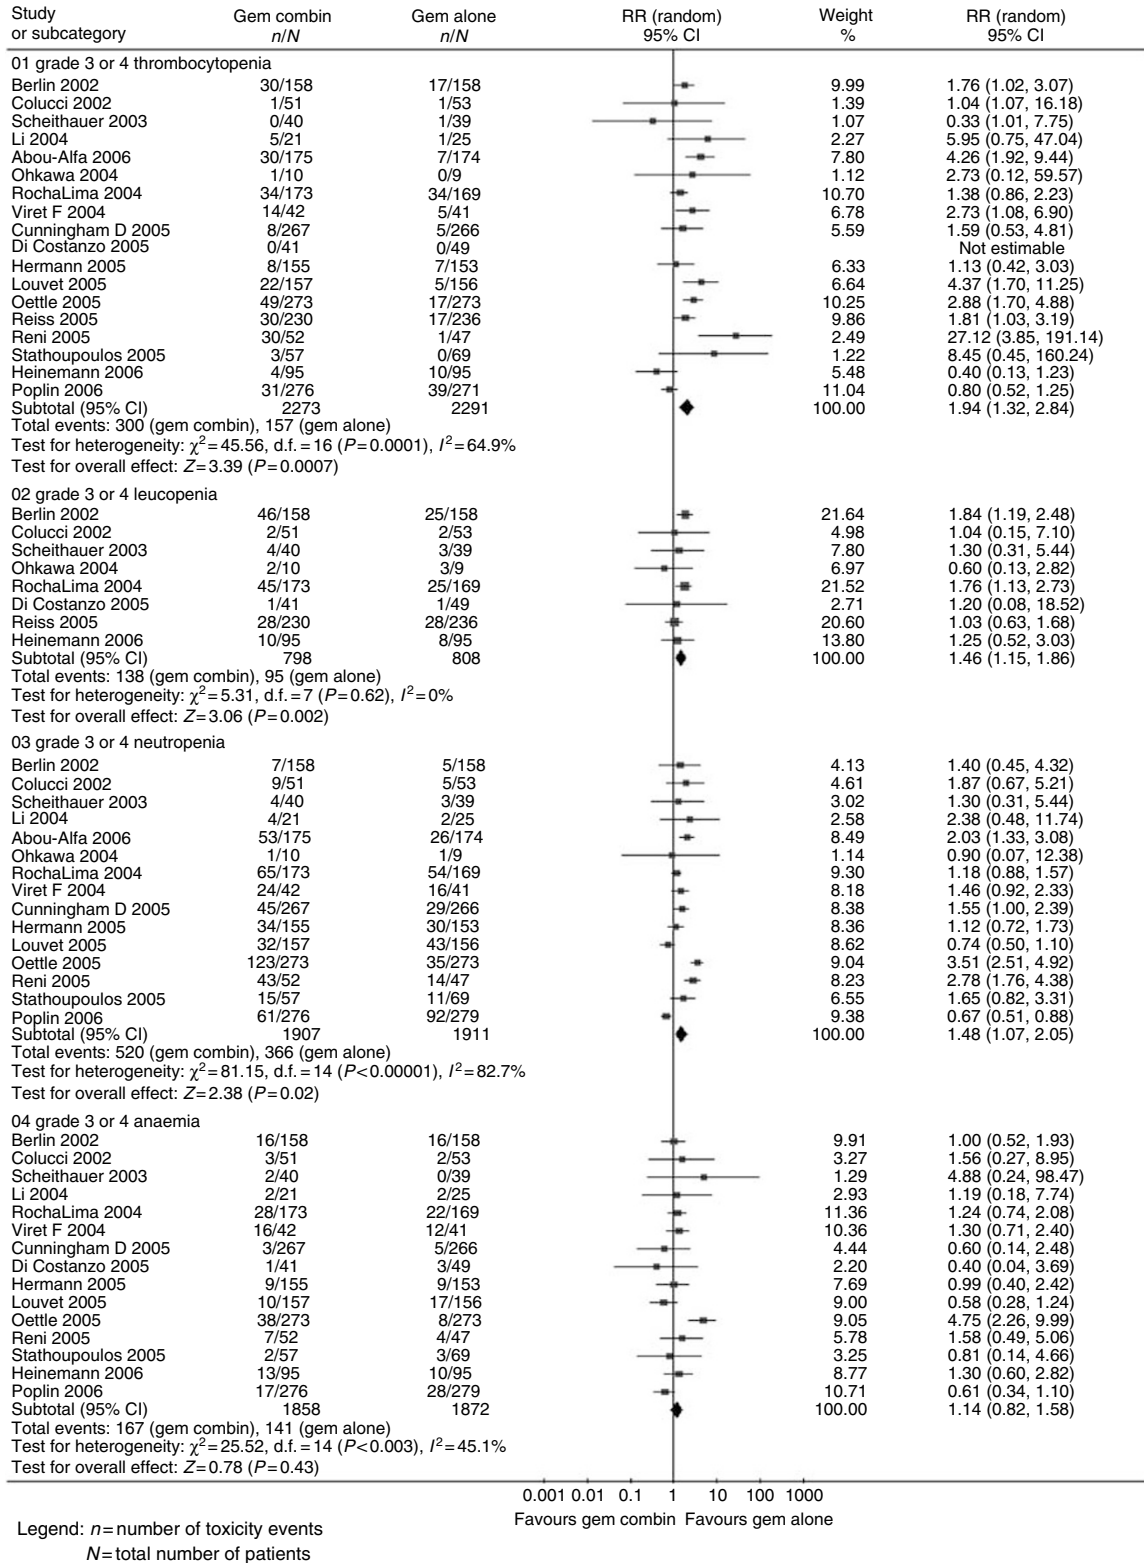 Study Gem combin Gem alone RR (random) Weight RR (random)
or subcategory n/N n/N 95% CI % 95% CI
01 grade 3 or 4 thrombocytopenia
Berlin 2002 30/158 17/158 9.99 1.76 (1.02, 3.07)
Colucci 2002 1/51 1/53 1.39 1.04 (1.07, 16.18)
Scheithauer 2003 0/40 1/39 1.07 0.33 (1.01, 7.75)
Li 2004 5/21 1/25 2.27 5.95 (0.75, 47.04)
Abou-Alfa 2006 30/175 7/174 7.80 4.26 (1.92, 9.44)
Ohkawa 2004 1/10 0/9 1.12 2.73 (0.12, 59.57)
RochaLima 2004 34/173 34/169 10.70 1.38 (0.86, 2.23)
Viret F 2004 14/42 5/41 6.78 2.73 (1.08, 6.90)
Cunningham D 2005 8/267 5/266 5.59 1.59 (0.53, 4.81)
Di Costanzo 2005 0/41 0/49 Not estimable
Hermann 2005 8/155 7/153 6.33 1.13 (0.42, 3.03)
Louvet 2005 22/157 5/156 6.64 4.37 (1.70, 11.25)
Oettle 2005 49/273 17/273 10.25 2.88 (1.70, 4.88)
Reiss 2005 30/230 17/236 9.86 1.81 (1.03, 3.19)
Reni 2005 30/52 1/47 2.49 27.12 (3.85, 191.14)
Stathoupoulos 2005 3/57 0/69 1.22 8.45 (0.45, 160.24)
Heinemann 2006 4/95 10/95 5.48 0.40 (0.13, 1.23)
Poplin 2006 31/276 39/271 11.04 0.80 (0.52, 1.25)
Subtotal (95% CI) 2273 2291 100.00 1.94 (1.32, 2.84)
Total events: 300 (gem combin), 157 (gem alone)
Test for heterogeneity: χ²=45.56, d.f.=16 (P=0.0001), I²=64.9%
Test for overall effect: Z=3.39 (P=0.0007)
02 grade 3 or 4 leucopenia
Berlin 2002 46/158 25/158 21.64 1.84 (1.19, 2.48)
Colucci 2002 2/51 2/53 4.98 1.04 (0.15, 7.10)
Scheithauer 2003 4/40 3/39 7.80 1.30 (0.31, 5.44)
Ohkawa 2004 2/10 3/9 6.97 0.60 (0.13, 2.82)
RochaLima 2004 45/173 25/169 21.52 1.76 (1.13, 2.73)
Di Costanzo 2005 1/41 1/49 2.71 1.20 (0.08, 18.52)
Reiss 2005 28/230 28/236 20.60 1.03 (0.63, 1.68)
Heinemann 2006 10/95 8/95 13.80 1.25 (0.52, 3.03)
Subtotal (95% CI) 798 808 100.00 1.46 (1.15, 1.86)
Total events: 138 (gem combin), 95 (gem alone)
Test for heterogeneity: χ²=5.31, d.f.=7 (P=0.62), I²=0%
Test for overall effect: Z=3.06 (P=0.002)
03 grade 3 or 4 neutropenia
Berlin 2002 7/158 5/158 4.13 1.40 (0.45, 4.32)
Colucci 2002 9/51 5/53 4.61 1.87 (0.67, 5.21)
Scheithauer 2003 4/40 3/39 3.02 1.30 (0.31, 5.44)
Li 2004 4/21 2/25 2.58 2.38 (0.48, 11.74)
Abou-Alfa 2006 53/175 26/174 8.49 2.03 (1.33, 3.08)
Ohkawa 2004 1/10 1/9 1.14 0.90 (0.07, 12.38)
RochaLima 2004 65/173 54/169 9.30 1.18 (0.88, 1.57)
Viret F 2004 24/42 16/41 8.18 1.46 (0.92, 2.33)
Cunningham D 2005 45/267 29/266 8.38 1.55 (1.00, 2.39)
Hermann 2005 34/155 30/153 8.36 1.12 (0.72, 1.73)
Louvet 2005 32/157 43/156 8.62 0.74 (0.50, 1.10)
Oettle 2005 123/273 35/273 9.04 3.51 (2.51, 4.92)
Reni 2005 43/52 14/47 8.23 2.78 (1.76, 4.38)
Stathoupoulos 2005 15/57 11/69 6.55 1.65 (0.82, 3.31)
Poplin 2006 61/276 92/279 9.38 0.67 (0.51, 0.88)
Subtotal (95% CI) 1907 1911 100.00 1.48 (1.07, 2.05)
Total events: 520 (gem combin), 366 (gem alone)
Test for heterogeneity: χ²=81.15, d.f.=14 (P<0.00001), I²=82.7%
Test for overall effect: Z=2.38 (P=0.02)
04 grade 3 or 4 anaemia
Berlin 2002 16/158 16/158 9.91 1.00 (0.52, 1.93)
Colucci 2002 3/51 2/53 3.27 1.56 (0.27, 8.95)
Scheithauer 2003 2/40 0/39 1.29 4.88 (0.24, 98.47)
Li 2004 2/21 2/25 2.93 1.19 (0.18, 7.74)
RochaLima 2004 28/173 22/169 11.36 1.24 (0.74, 2.08)
Viret F 2004 16/42 12/41 10.36 1.30 (0.71, 2.40)
Cunningham D 2005 3/267 5/266 4.44 0.60 (0.14, 2.48)
Di Costanzo 2005 1/41 3/49 2.20 0.40 (0.04, 3.69)
Hermann 2005 9/155 9/153 7.69 0.99 (0.40, 2.42)
Louvet 2005 10/157 17/156 9.00 0.58 (0.28, 1.24)
Oettle 2005 38/273 8/273 9.05 4.75 (2.26, 9.99)
Reni 2005 7/52 4/47 5.78 1.58 (0.49, 5.06)
Stathoupoulos 2005 2/57 3/69 3.25 0.81 (0.14, 4.66)
Heinemann 2006 13/95 10/95 8.77 1.30 (0.60, 2.82)
Poplin 2006 17/276 28/279 10.71 0.61 (0.34, 1.10)
Subtotal (95% CI) 1858 1872 100.00 1.14 (0.82, 1.58)
Total events: 167 (gem combin), 141 (gem alone)
Test for heterogeneity: χ²=25.52, d.f.=14 (P<0.003), I²=45.1%
Test for overall effect: Z=0.78 (P=0.43)
0.001 0.01 0.1 1 10 100 1000
Favours gem combin Favours gem alone
Legend: n=number of toxicity events
N=total number of patients